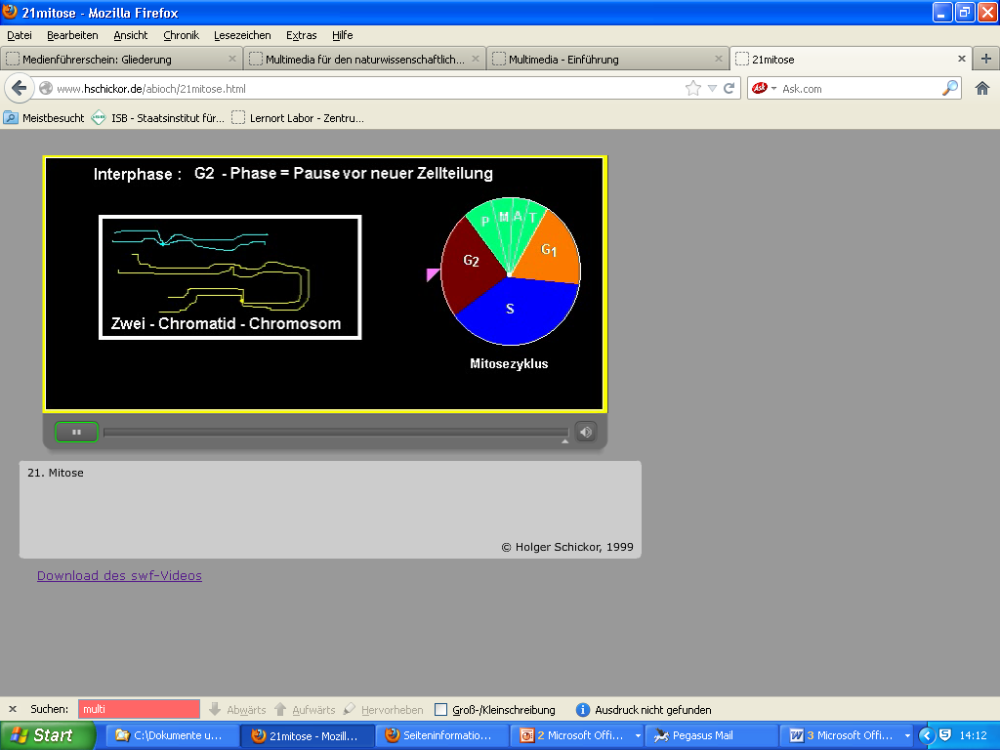 21mitose - Mozilla Firefox
Datei Bearbeiten Ansicht Chronik Lesezeichen Extras Hilfe
Medienführerschein: Gliederung Multimedia für den naturwissenschaftlich... Multimedia - Einführung 21mitose
www.hschickor.de/abioch/21mitose.html Ask Ask.com
Meistbesucht ISB - Staatsinstitut für... Lernort Labor - Zentru...
Interphase : G2 - Phase = Pause vor neuer Zellteilung
P M A T
G1
G2
S
Zwei - Chromatid - Chromosom
Mitosezyklus
21. Mitose
© Holger Schickor, 1999
Download des swf-Videos
Suchen: multi Abwärts Aufwärts Hervorheben Groß-/Kleinschreibung Ausdruck nicht gefunden
Start C:\Dokumente u... 21mitose - Mozill... Seiteninformatio... 2 Microsoft Offi... Pegasus Mail 3 Microsoft Offi... 14:12